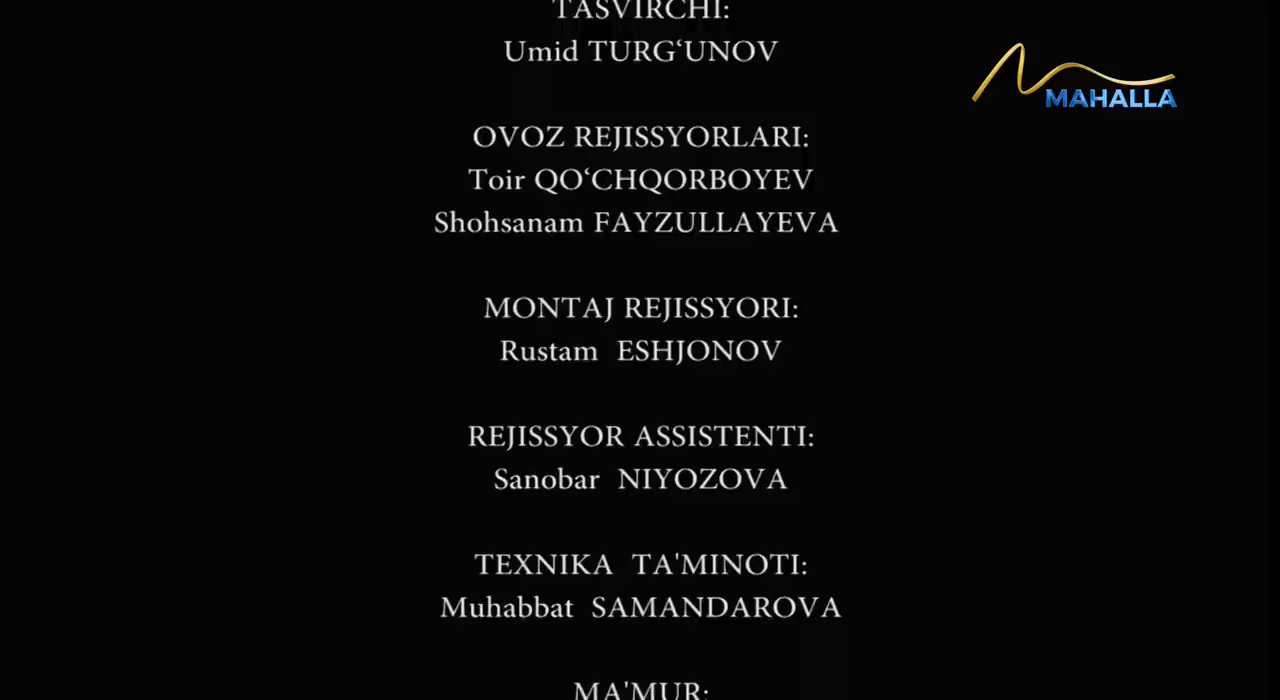 TASVIRCHI:
Umid TURG‘UNOV
MAHALLA
OVOZ REJISSYORLARI:
Toir QO‘CHQORBOYEV
Shohsanam FAYZULLAYEVA
MONTAJ REJISSYORI:
Rustam ESHJONOV
REJISSYOR ASSISTENTI:
Sanobar NIYOZOVA
TEXNIKA TA'MINOTI:
Muhabbat SAMANDAROVA
MA'MUR: